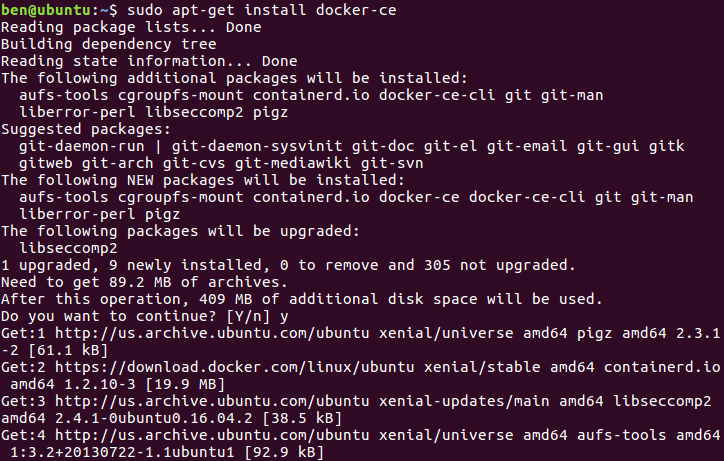 ben@ubuntu:~$ sudo apt-get install docker-ce
Reading package lists... Done
Building dependency tree
Reading state information... Done
The following additional packages will be installed:
  aufs-tools cgroupfs-mount containerd.io docker-ce-cli git git-man
  liberror-perl libseccomp2 pigz
Suggested packages:
  git-daemon-run | git-daemon-sysvinit git-doc git-el git-email git-gui gitk
  gitweb git-arch git-cvs git-mediawiki git-svn
The following NEW packages will be installed:
  aufs-tools cgroupfs-mount containerd.io docker-ce docker-ce-cli git git-man
  liberror-perl pigz
The following packages will be upgraded:
  libseccomp2
1 upgraded, 9 newly installed, 0 to remove and 305 not upgraded.
Need to get 89.2 MB of archives.
After this operation, 409 MB of additional disk space will be used.
Do you want to continue? [Y/n] y
Get:1 http://us.archive.ubuntu.com/ubuntu xenial/universe amd64 pigz amd64 2.3.1
-2 [61.1 kB]
Get:2 https://download.docker.com/linux/ubuntu xenial/stable amd64 containerd.io
 amd64 1.2.10-3 [19.9 MB]
Get:3 http://us.archive.ubuntu.com/ubuntu xenial-updates/main amd64 libseccomp2
amd64 2.4.1-0ubuntu0.16.04.2 [38.5 kB]
Get:4 http://us.archive.ubuntu.com/ubuntu xenial/universe amd64 aufs-tools amd64
 1:3.2+20130722-1.1ubuntu1 [92.9 kB]